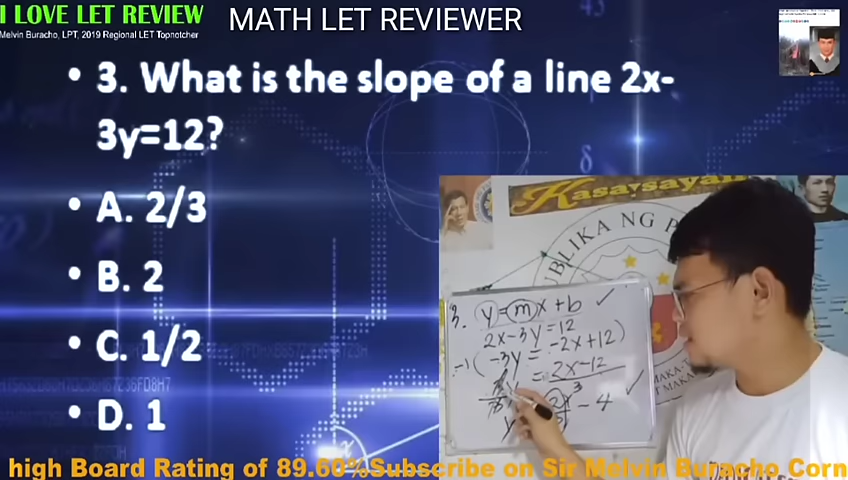 I LOVE LET REVIEW
MATH LET REVIEWER
Melvin Buracho, LPT, 2019 Regional LET Topnotcher
• 3. What is the slope of a line 2x-
3y=12?
• A. 2/3
• B. 2
• C. 1/2
• D. 1
Kasaysayan
UBLIKA NG P
3. y=mx+b ✓
2x-3y=12
-1(-3y=-2x+12)
= 2x-12
- 4 ✓
high Board Rating of 89.60%Subscribe on Sir Melvin Buracho Corn